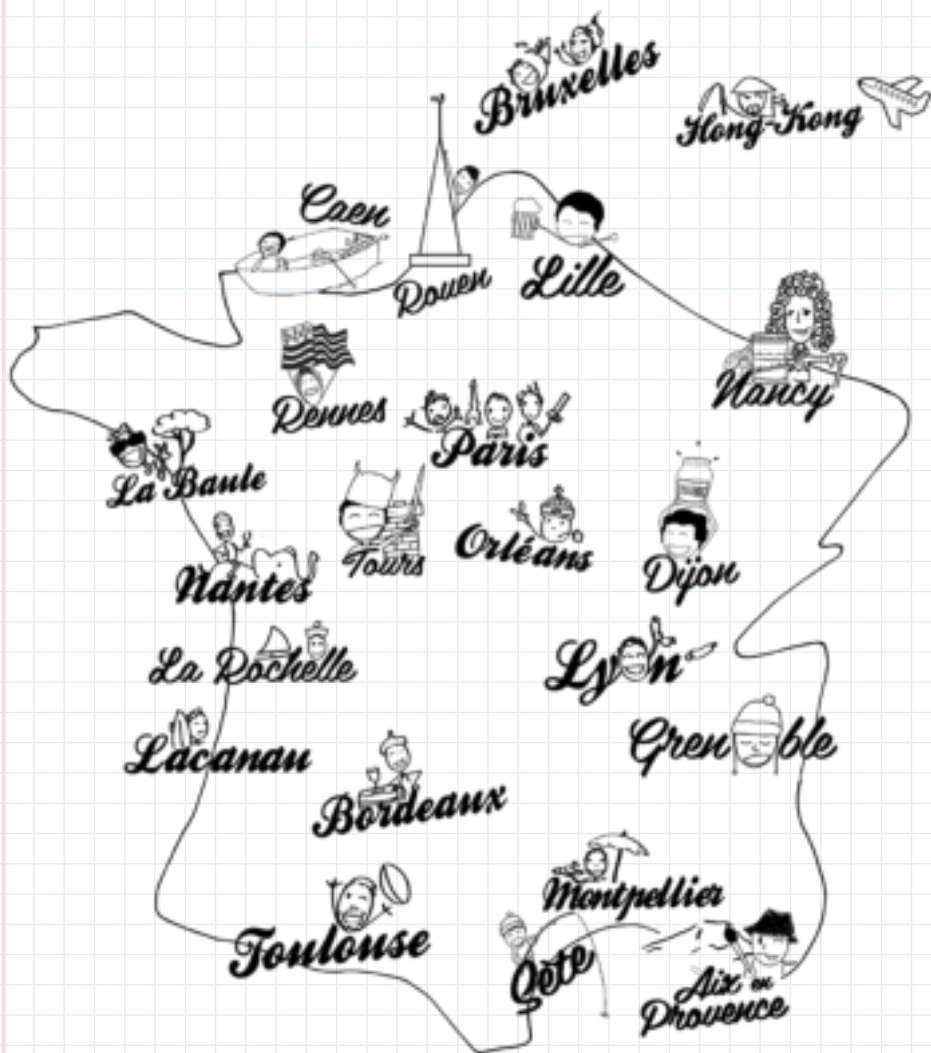 Bruxelles
Hong-Kong
Caen
Rouen
Lille
Nancy
Rennes
Paris
La Baule
Tours
Orléans
Dijon
Nantes
La Rochelle
Lyon
Grenoble
Lacanau
Bordeaux
Montpellier
Toulouse
Sète
Aix en
Provence